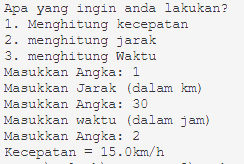 Apa yang ingin anda lakukan?
1. Menghitung kecepatan
2. menghitung jarak
3. menghitung Waktu
Masukkan Angka: 1
Masukkan Jarak (dalam km)
Masukkan Angka: 30
Masukkan waktu (dalam jam)
Masukkan Angka: 2
Kecepatan = 15.0km/h